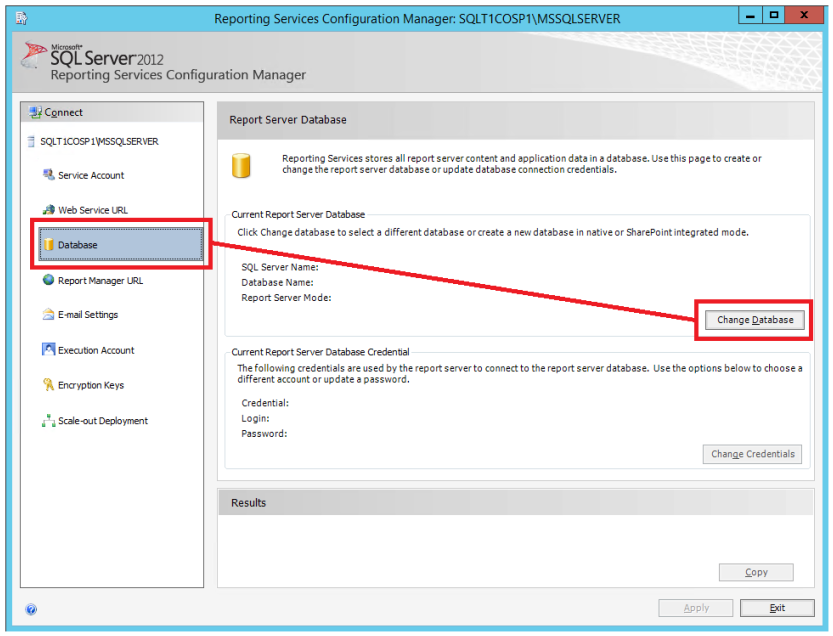 Reporting Services Configuration Manager: SQLT1COSP1\MSSQLSERVER
Microsoft
SQL Server 2012
Reporting Services Configuration Manager
Connect
SQLT1COSP1\MSSQLSERVER
Service Account
Web Service URL
Database
Report Manager URL
E-mail Settings
Execution Account
Encryption Keys
Scale-out Deployment
Report Server Database
Reporting Services stores all report server content and application data in a database. Use this page to create or
change the report server database or update database connection credentials.
Current Report Server Database
Click Change database to select a different database or create a new database in native or SharePoint integrated mode.
SQL Server Name:
Database Name:
Report Server Mode:
Change Database
Current Report Server Database Credential
The following credentials are used by the report server to connect to the report server database. Use the options below to choose a
different account or update a password.
Credential:
Login:
Password:
Change Credentials
Results
Copy
Apply
Exit